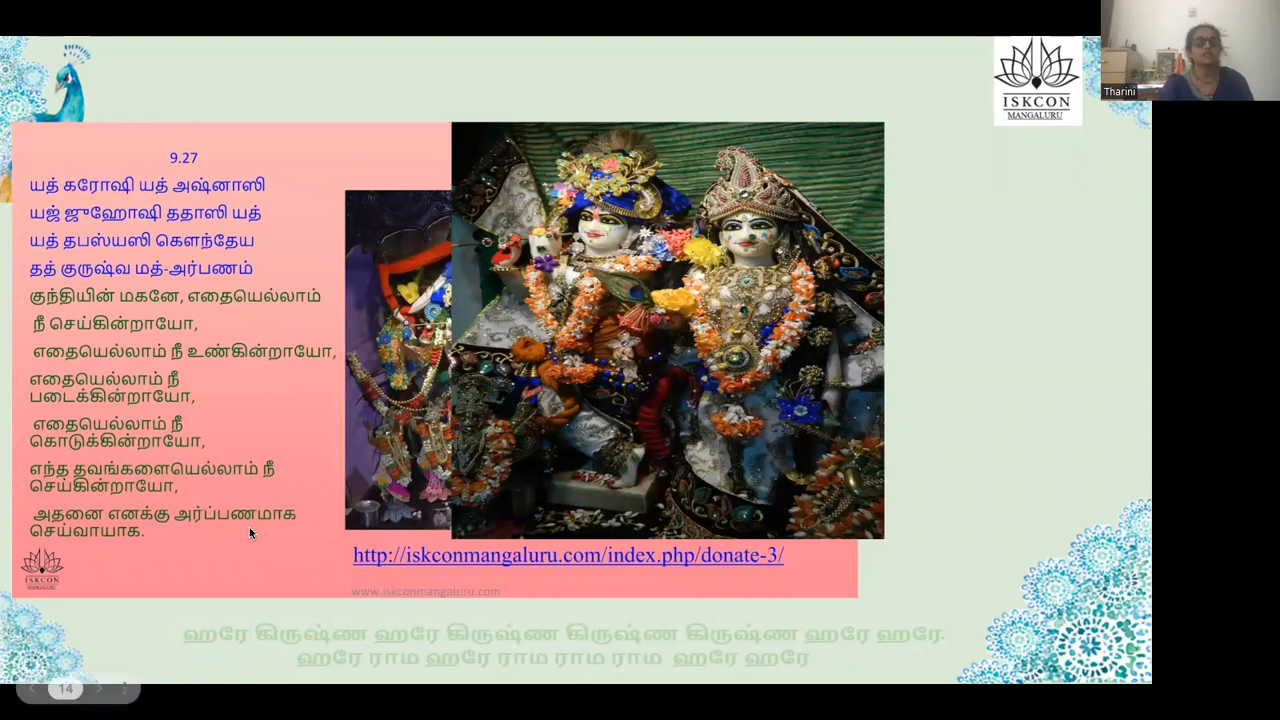 ISKCON
MANGALURU
Tharini
9.27
யத் கரோஷி யத் அஷ்னாஸி
யஜ் ஜுஹோஷி ததாஸி யத்
யத் தபஸ்யஸி கௌந்தேய
தத் குருஷ்வ மத்-அர்பணம்
குந்தியின் மகனே, எதையெல்லாம்
நீ செய்கின்றாயோ,
எதையெல்லாம் நீ உண்கின்றாயோ,
எதையெல்லாம் நீ
படைக்கின்றாயோ,
எதையெல்லாம் நீ
கொடுக்கின்றாயோ,
எந்த தவங்களையெல்லாம் நீ
செய்கின்றாயோ,
அதனை எனக்கு அர்ப்பணமாக
செய்வாயாக.
ISKCON
MANGALURU
http://iskconmangaluru.com/index.php/donate-3/
www.iskconmangaluru.com
ஹரே கிருஷ்ண ஹரே கிருஷ்ண கிருஷ்ண கிருஷ்ண ஹரே ஹரே.
ஹரே ராம ஹரே ராம ராம ராம ஹரே ஹரே
14